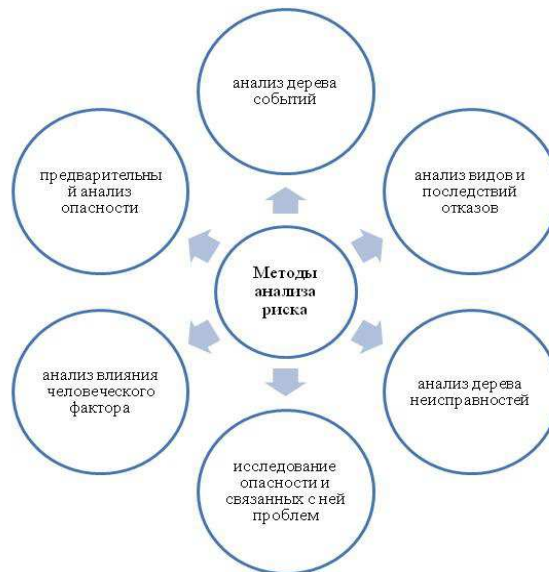 анализ дерева
событий
предварительны
й анализ
опасности
анализ видов и
последствий
отказов
Методы
анализа
риска
анализ влияния
человеческого
фактора
анализ дерева
неисправностей
исследование
опасности и
связанных с ней
проблем